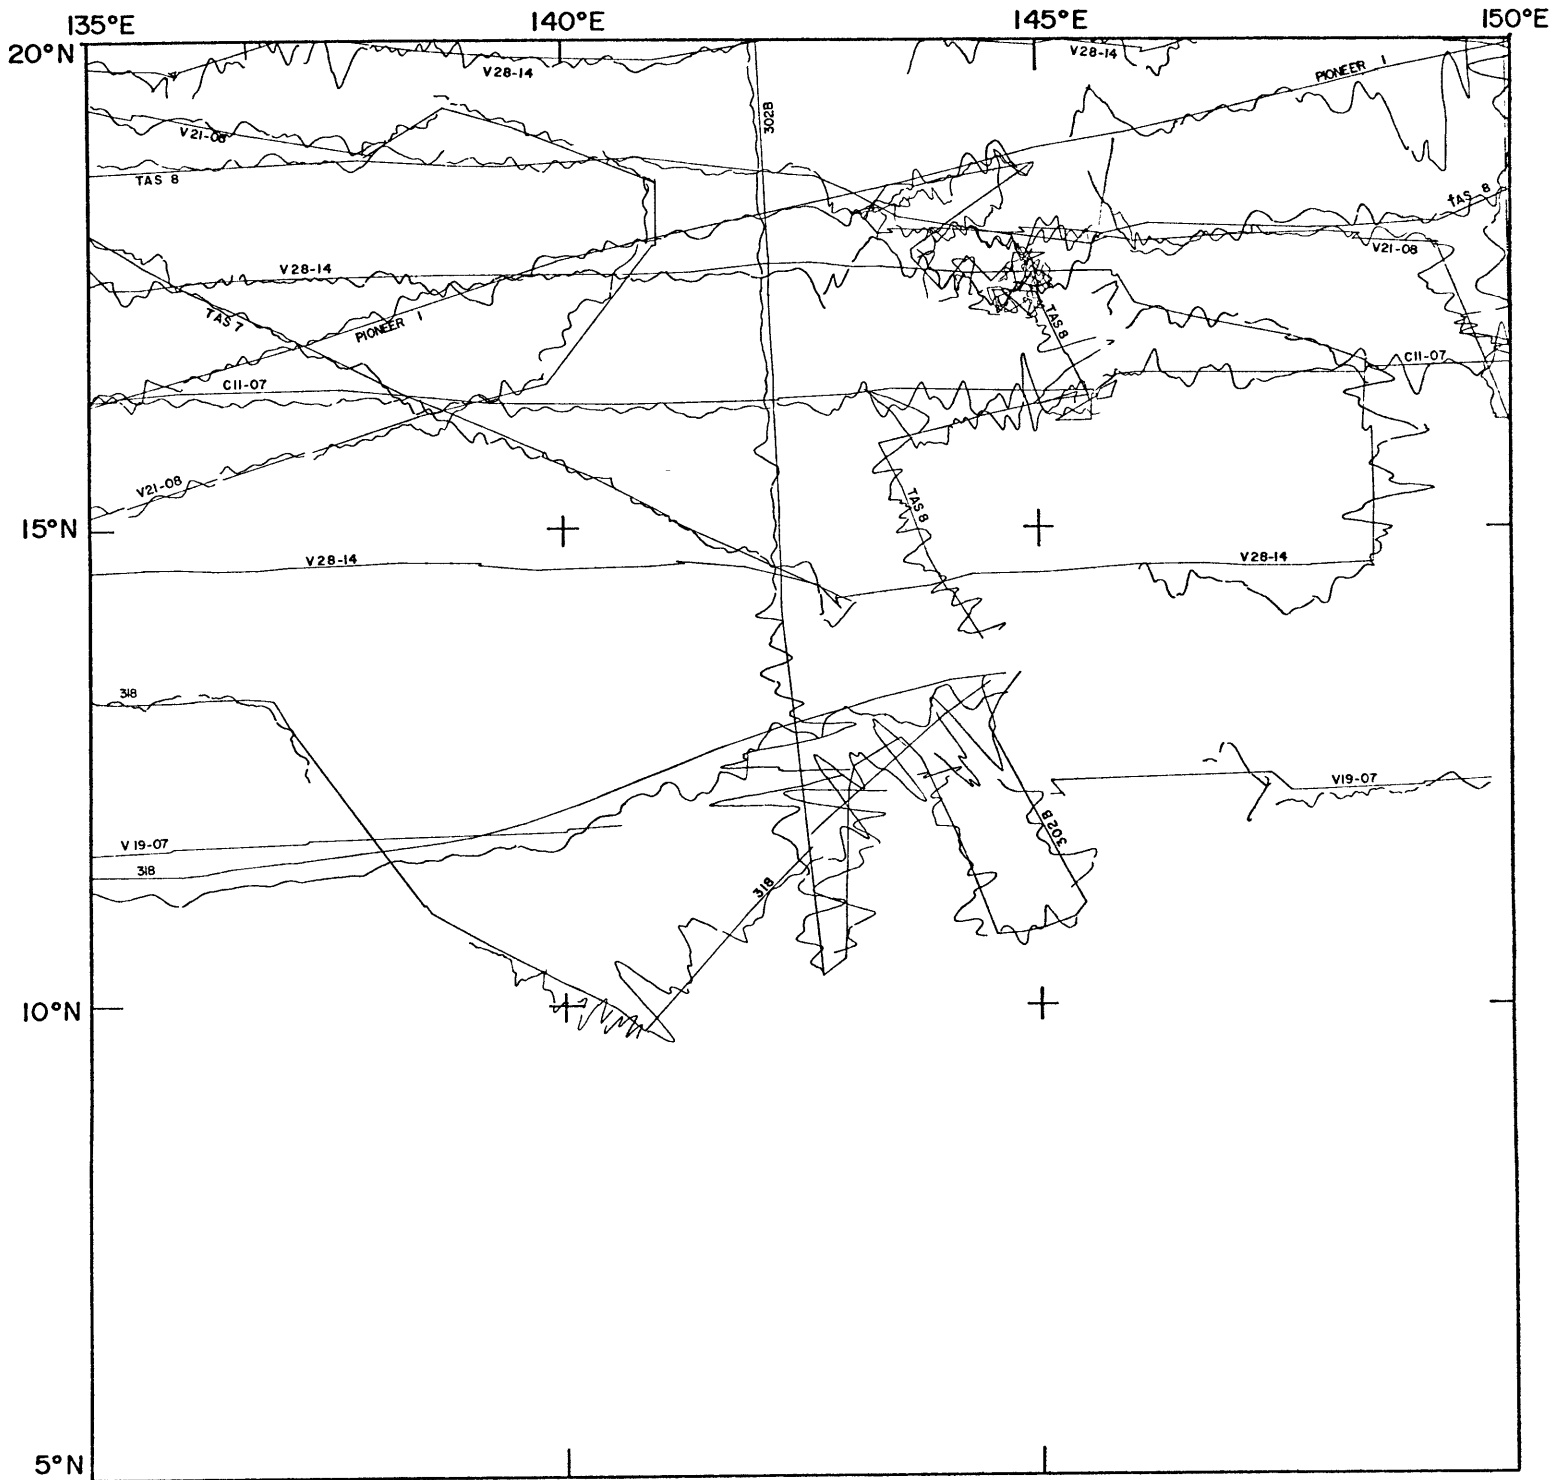 135°E 140°E 145°E 150°E
20°N
V28-14
V28-14
PIONEER 1
302B
V21-08
TAS 8
tAS 8
V21-08
V28-14
TAS 7
PIONEER 1
TAS 8
C11-07
C11-07
V21-08
TAS 8
15°N
V28-14
V28-14
318
V19-07
302B
V19-07
318
318
10°N
5°N